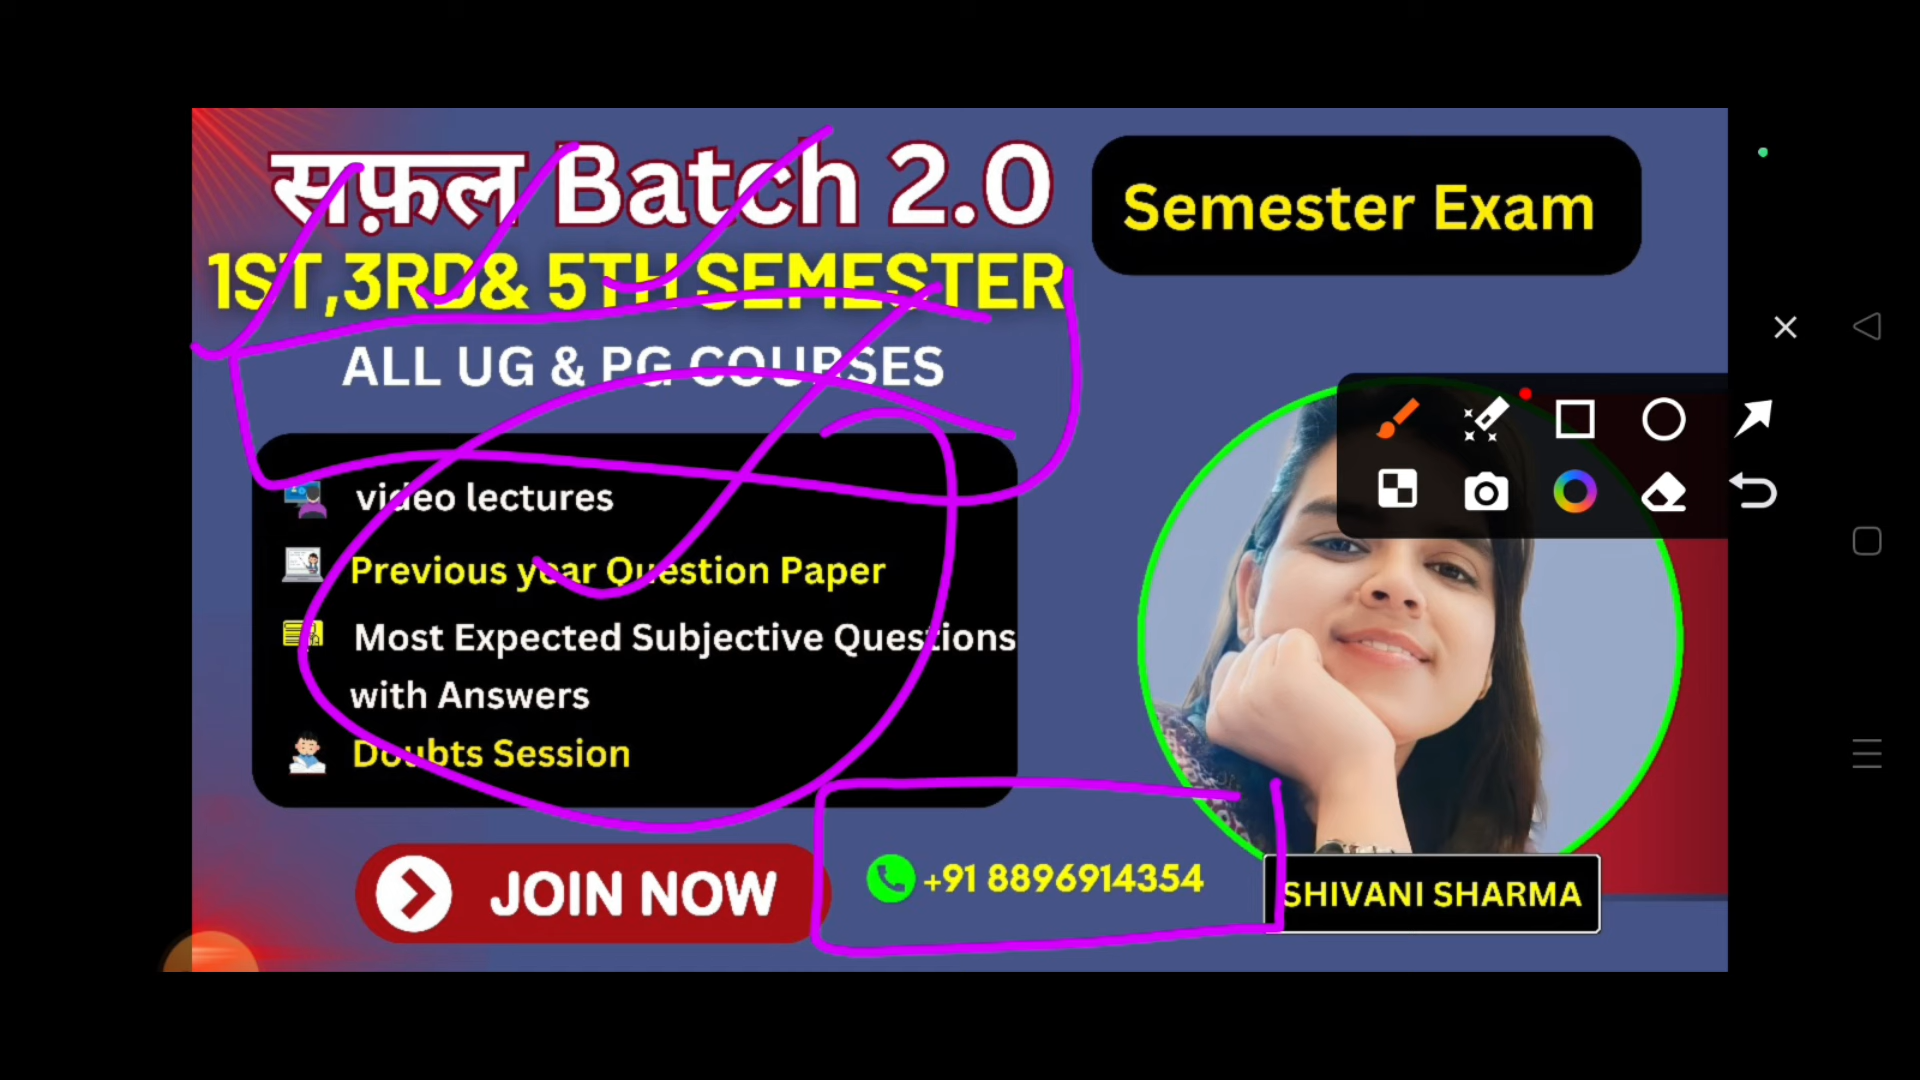 सफ़ल Batch 2.0
Semester Exam
1ST,3RD& 5TH SEMESTER
ALL UG & PG COURSES
video lectures
Previous year Question Paper
Most Expected Subjective Questions
with Answers
Doubts Session
JOIN NOW
+91 8896914354
SHIVANI SHARMA